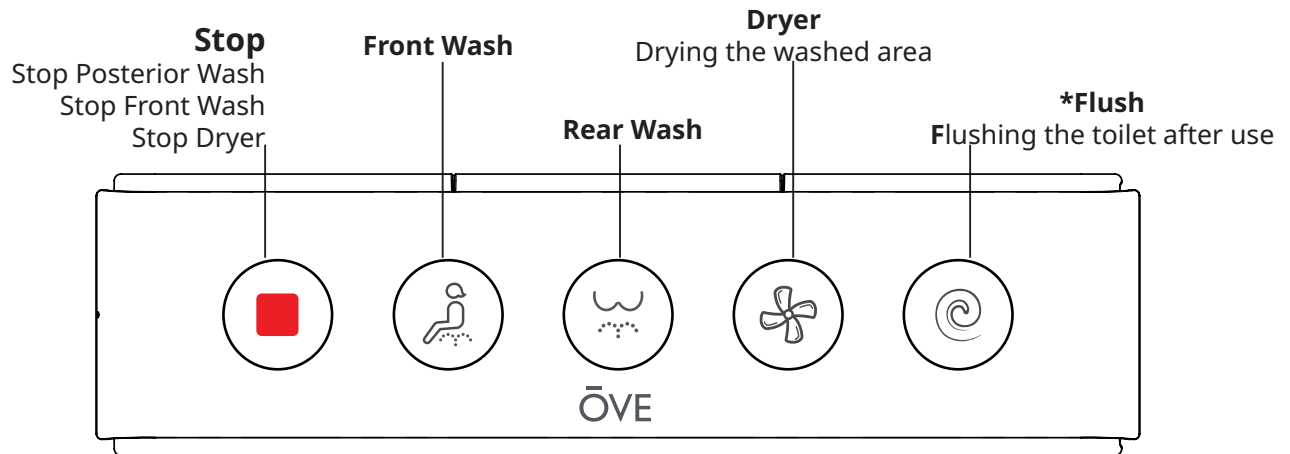 Stop
Stop Posterior Wash
Stop Front Wash
Stop Dryer
Front Wash
Rear Wash
Dryer
Drying the washed area
*Flush
Flushing the toilet after use
ŌVE